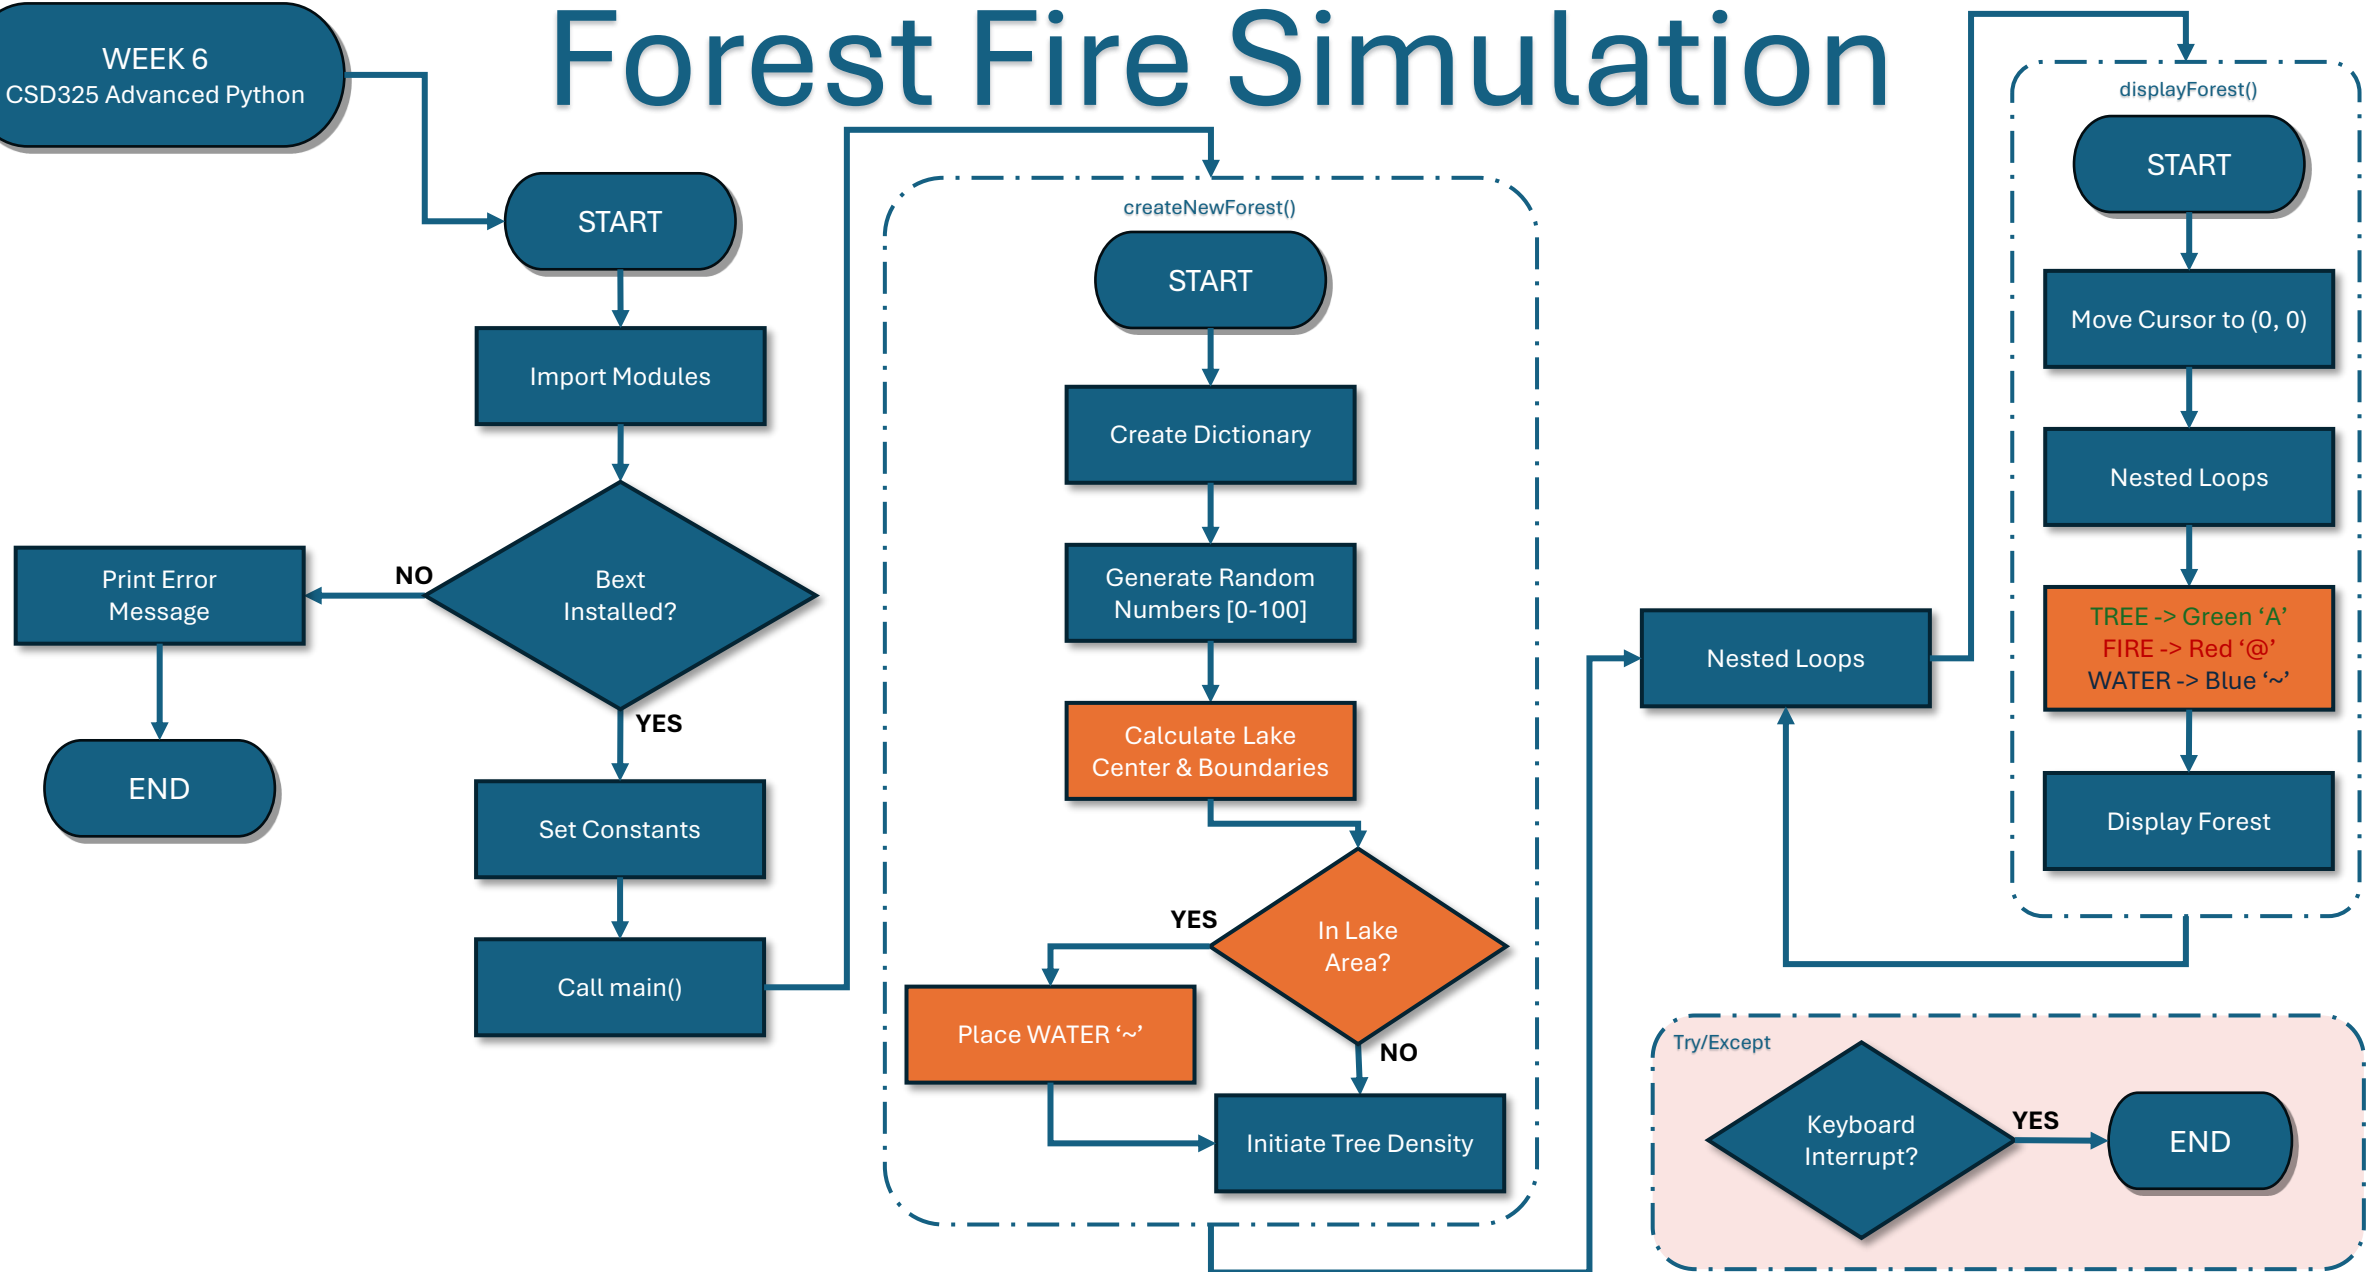 Forest Fire Simulation
WEEK 6
CSD325 Advanced Python
START
Import Modules
Bext
Installed?
NO
Print Error
Message
END
YES
Set Constants
Call main()
createNewForest()
START
Create Dictionary
Generate Random
Numbers [0-100]
Calculate Lake
Center & Boundaries
In Lake
Area?
YES
Place WATER ‘~’
NO
Initiate Tree Density
Nested Loops
displayForest()
START
Move Cursor to (0, 0)
Nested Loops
TREE -> Green ‘A’
FIRE -> Red ‘@’
WATER -> Blue ‘~’
Display Forest
Try/Except
Keyboard
Interrupt?
YES
END